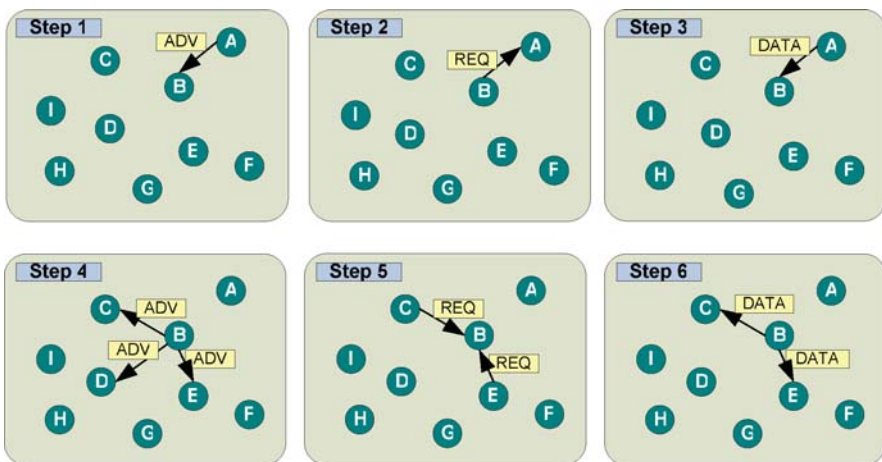 Step 1
ADV
A
C
B
I
D
E
H
G
F
Step 2
A
REQ
C
B
I
D
E
H
G
F
Step 3
DATA
A
C
B
I
D
E
H
G
F
Step 4
A
C
ADV
B
ADV
ADV
I
D
E
H
G
F
Step 5
A
C
REQ
B
I
REQ
D
E
H
G
F
Step 6
A
C
DATA
B
I
DATA
D
E
H
G
F